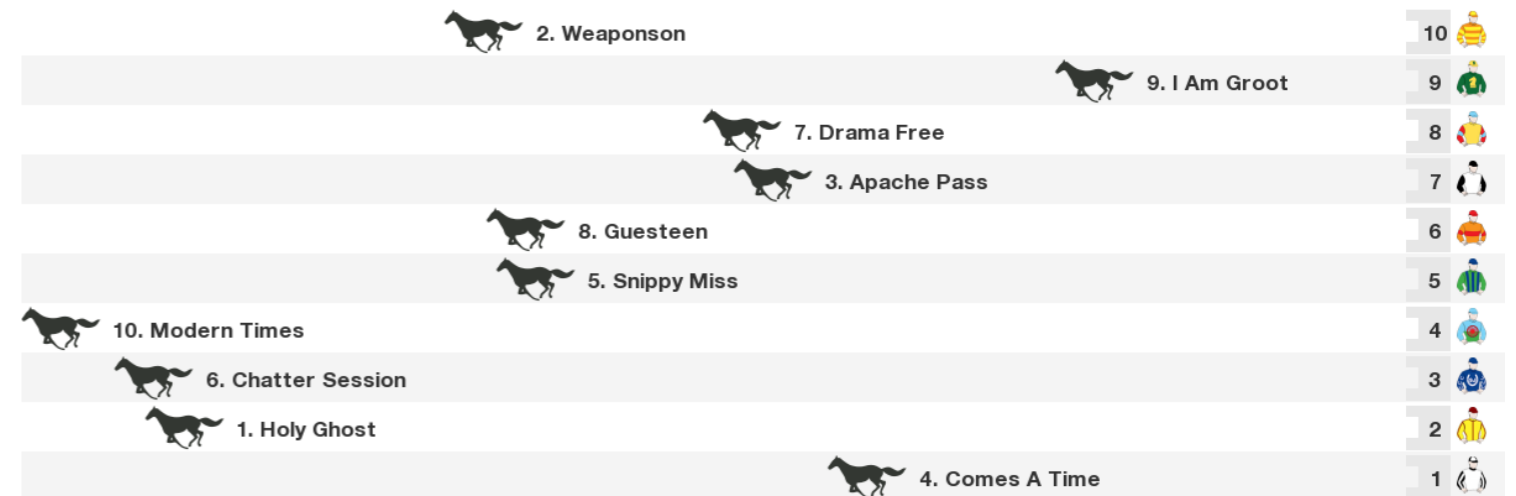 2. Weaponson 10
9. I Am Groot 9
7. Drama Free 8
3. Apache Pass 7
8. Guesteen 6
5. Snippy Miss 5
10. Modern Times 4
6. Chatter Session 3
1. Holy Ghost 2
4. Comes A Time 1